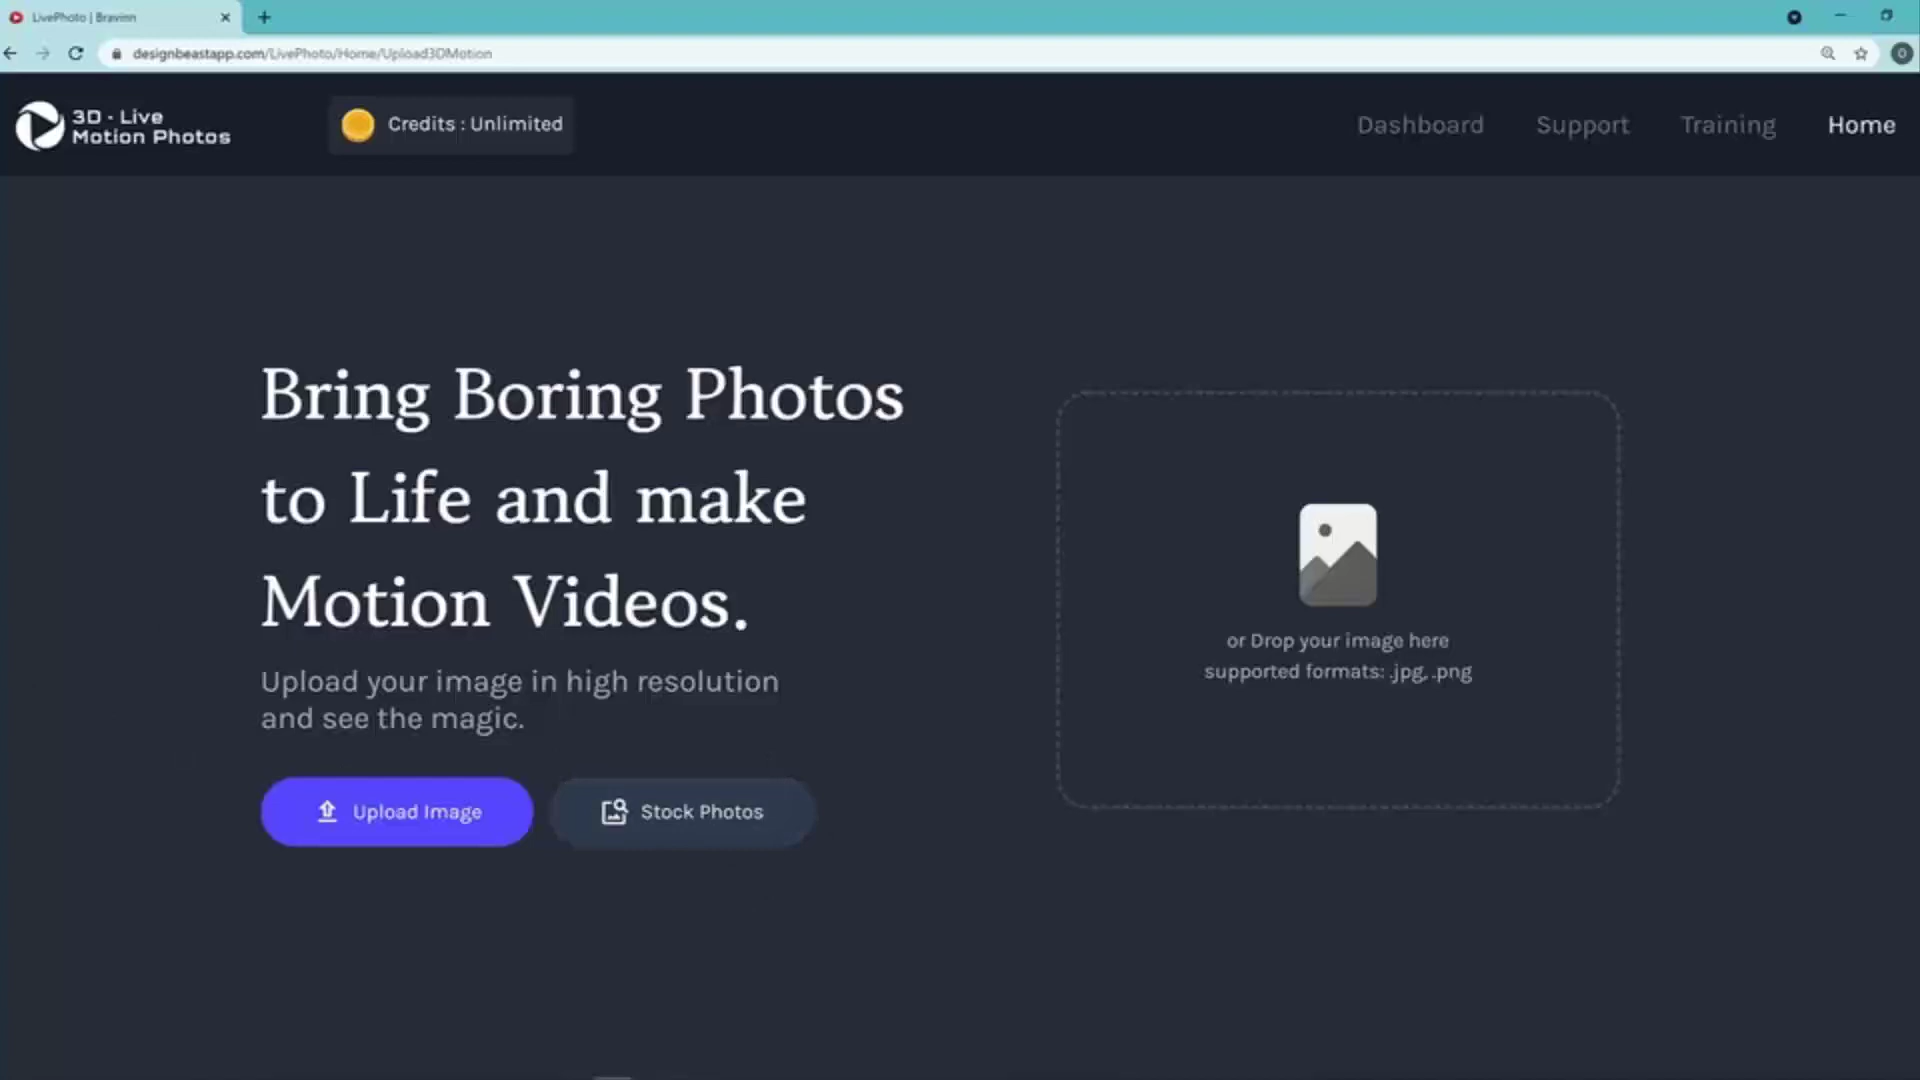 LivePhoto | Bravinn
designbeastapp.com/LivePhoto/Home/Upload3DMotion
3D · Live
Motion Photos
Credits : Unlimited
Dashboard
Support
Training
Home
Bring Boring Photos
to Life and make
Motion Videos.
Upload your image in high resolution
and see the magic.
Upload Image
Stock Photos
or Drop your image here
supported formats: .jpg, .png